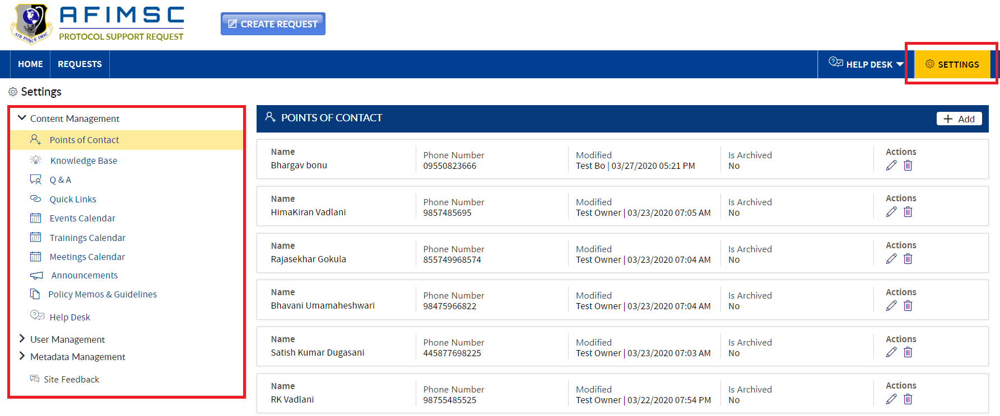 AIR FORCE IMSC
AFIMSC
PROTOCOL SUPPORT REQUEST
CREATE REQUEST
HOME
REQUESTS
HELP DESK
SETTINGS
Settings
Content Management
Points of Contact
Knowledge Base
Q & A
Quick Links
Events Calendar
Trainings Calendar
Meetings Calendar
Announcements
Policy Memos & Guidelines
Help Desk
User Management
Metadata Management
Site Feedback
POINTS OF CONTACT
+ Add
Name Phone Number Modified Is Archived Actions
Bhargav bonu 09550823666 Test Bo | 03/27/2020 05:21 PM No
Name Phone Number Modified Is Archived Actions
HimaKiran Vadlani 9857485695 Test Owner | 03/23/2020 07:05 AM No
Name Phone Number Modified Is Archived Actions
Rajasekhar Gokula 855749968574 Test Owner | 03/23/2020 07:04 AM No
Name Phone Number Modified Is Archived Actions
Bhavani Umamaheshwari 98475966822 Test Owner | 03/23/2020 07:04 AM No
Name Phone Number Modified Is Archived Actions
Satish Kumar Dugasani 445877698225 Test Owner | 03/23/2020 07:03 AM No
Name Phone Number Modified Is Archived Actions
RK Vadlani 98755485525 Test Owner | 03/22/2020 07:54 PM No